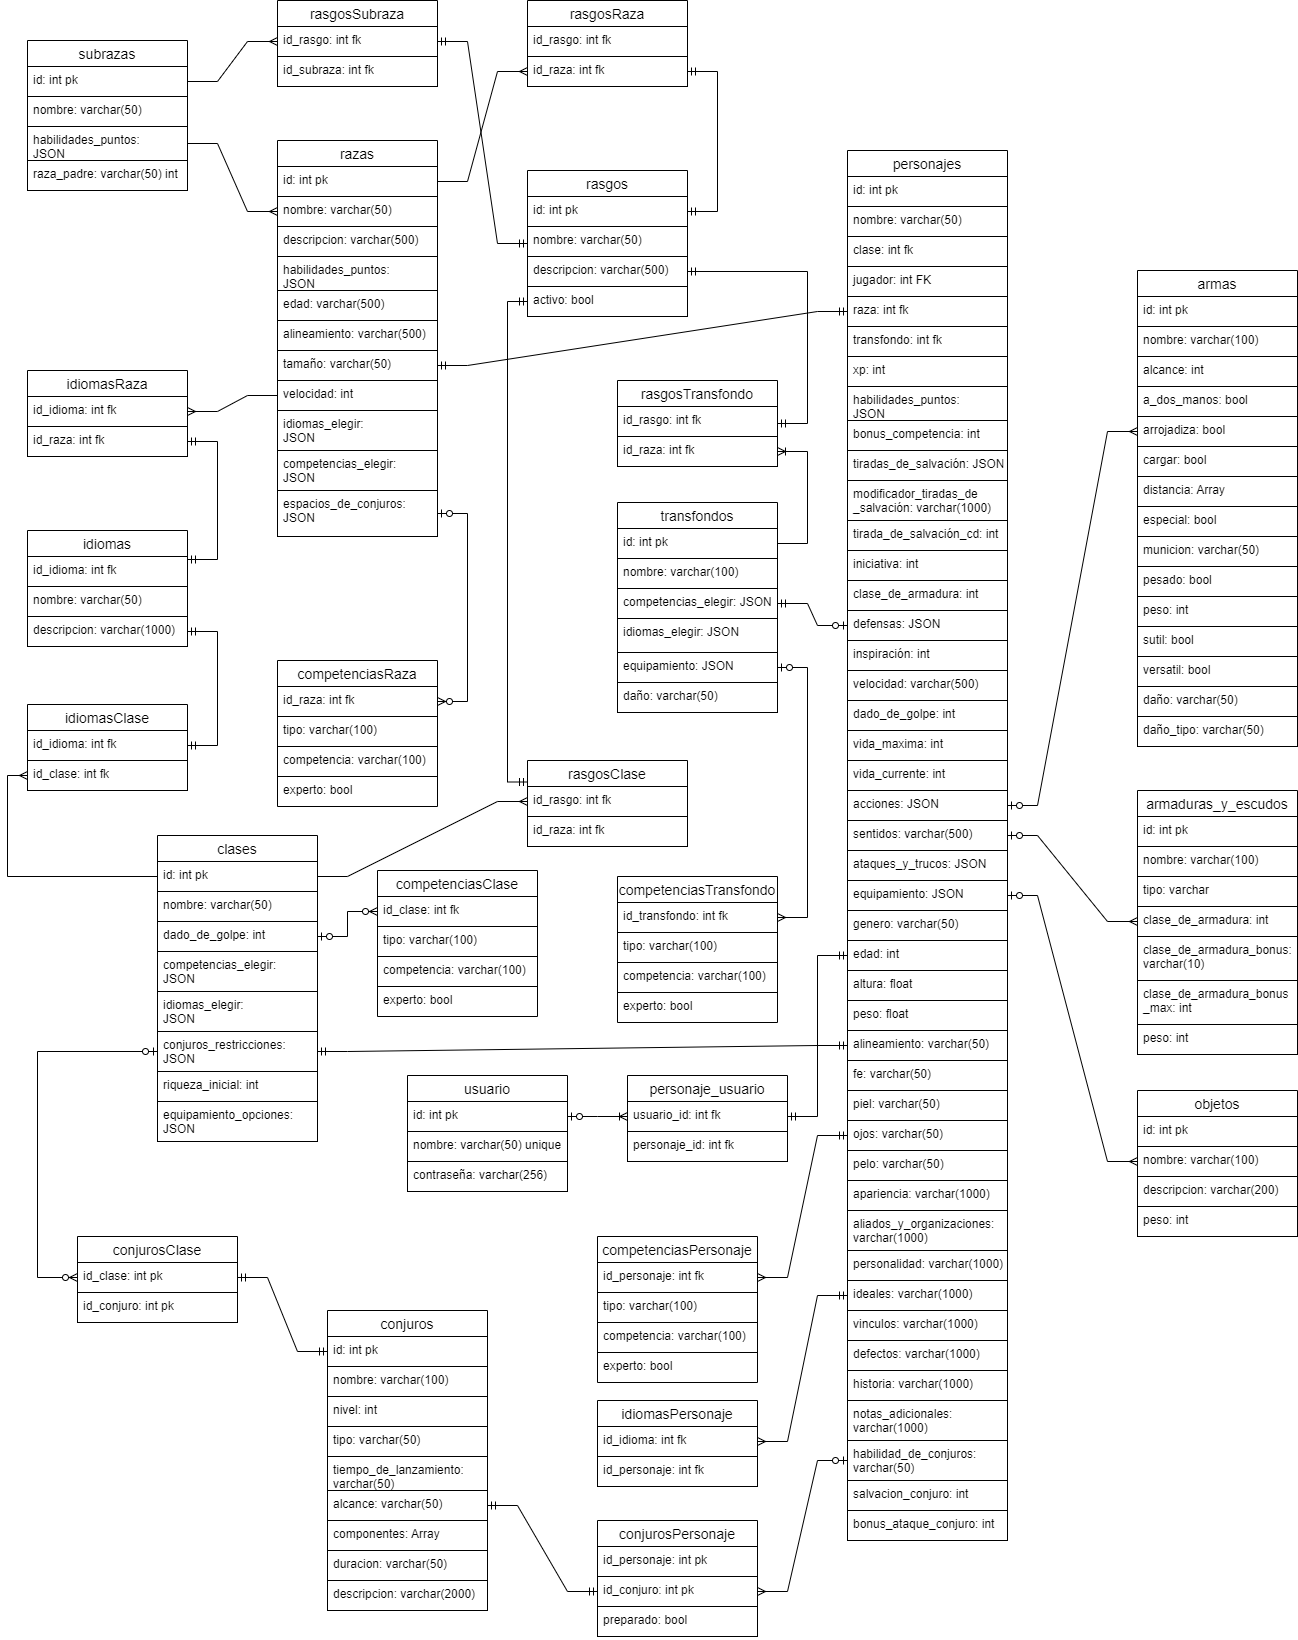 rasgosSubraza
id_rasgo: int fk
id_subraza: int fk
rasgosRaza
id_rasgo: int fk
id_raza: int fk
subrazas
id: int pk
nombre: varchar(50)
habilidades_puntos:
JSON
raza_padre: varchar(50) int
razas
id: int pk
nombre: varchar(50)
descripcion: varchar(500)
habilidades_puntos:
JSON
edad: varchar(500)
alineamiento: varchar(500)
tamaño: varchar(50)
velocidad: int
idiomas_elegir:
JSON
competencias_elegir:
JSON
espacios_de_conjuros:
JSON
rasgos
id: int pk
nombre: varchar(50)
descripcion: varchar(500)
activo: bool
personajes
id: int pk
nombre: varchar(50)
clase: int fk
jugador: int FK
raza: int fk
transfondo: int fk
xp: int
habilidades_puntos:
JSON
bonus_competencia: int
tiradas_de_salvación: JSON
modificador_tiradas_de
_salvación: varchar(1000)
tirada_de_salvación_cd: int
iniciativa: int
clase_de_armadura: int
defensas: JSON
inspiración: int
velocidad: varchar(500)
dado_de_golpe: int
vida_maxima: int
vida_currente: int
acciones: JSON
sentidos: varchar(500)
ataques_y_trucos: JSON
equipamiento: JSON
genero: varchar(50)
edad: int
altura: float
peso: float
alineamiento: varchar(50)
fe: varchar(50)
piel: varchar(50)
ojos: varchar(50)
pelo: varchar(50)
apariencia: varchar(1000)
aliados_y_organizaciones:
varchar(1000)
personalidad: varchar(1000)
ideales: varchar(1000)
vinculos: varchar(1000)
defectos: varchar(1000)
historia: varchar(1000)
notas_adicionales:
varchar(1000)
habilidad_de_conjuros:
varchar(50)
salvacion_conjuro: int
bonus_ataque_conjuro: int
armas
id: int pk
nombre: varchar(100)
alcance: int
a_dos_manos: bool
arrojadiza: bool
cargar: bool
distancia: Array
especial: bool
municion: varchar(50)
pesado: bool
peso: int
sutil: bool
versatil: bool
daño: varchar(50)
daño_tipo: varchar(50)
idiomasRaza
id_idioma: int fk
id_raza: int fk
rasgosTransfondo
id_rasgo: int fk
id_raza: int fk
transfondos
id: int pk
nombre: varchar(100)
competencias_elegir: JSON
idiomas_elegir: JSON
equipamiento: JSON
daño: varchar(50)
idiomas
id_idioma: int fk
nombre: varchar(50)
descripcion: varchar(1000)
competenciasRaza
id_raza: int fk
tipo: varchar(100)
competencia: varchar(100)
experto: bool
idiomasClase
id_idioma: int fk
id_clase: int fk
rasgosClase
id_rasgo: int fk
id_raza: int fk
armaduras_y_escudos
id: int pk
nombre: varchar(100)
tipo: varchar
clase_de_armadura: int
clase_de_armadura_bonus:
varchar(10)
clase_de_armadura_bonus
_max: int
peso: int
clases
id: int pk
nombre: varchar(50)
dado_de_golpe: int
competencias_elegir:
JSON
idiomas_elegir:
JSON
conjuros_restricciones:
JSON
riqueza_inicial: int
equipamiento_opciones:
JSON
competenciasClase
id_clase: int fk
tipo: varchar(100)
competencia: varchar(100)
experto: bool
competenciasTransfondo
id_transfondo: int fk
tipo: varchar(100)
competencia: varchar(100)
experto: bool
usuario
id: int pk
nombre: varchar(50) unique
contraseña: varchar(256)
personaje_usuario
usuario_id: int fk
personaje_id: int fk
objetos
id: int pk
nombre: varchar(100)
descripcion: varchar(200)
peso: int
conjurosClase
id_clase: int pk
id_conjuro: int pk
competenciasPersonaje
id_personaje: int fk
tipo: varchar(100)
competencia: varchar(100)
experto: bool
conjuros
id: int pk
nombre: varchar(100)
nivel: int
tipo: varchar(50)
tiempo_de_lanzamiento:
varchar(50)
alcance: varchar(50)
componentes: Array
duracion: varchar(50)
descripcion: varchar(2000)
idiomasPersonaje
id_idioma: int fk
id_personaje: int fk
conjurosPersonaje
id_personaje: int pk
id_conjuro: int pk
preparado: bool